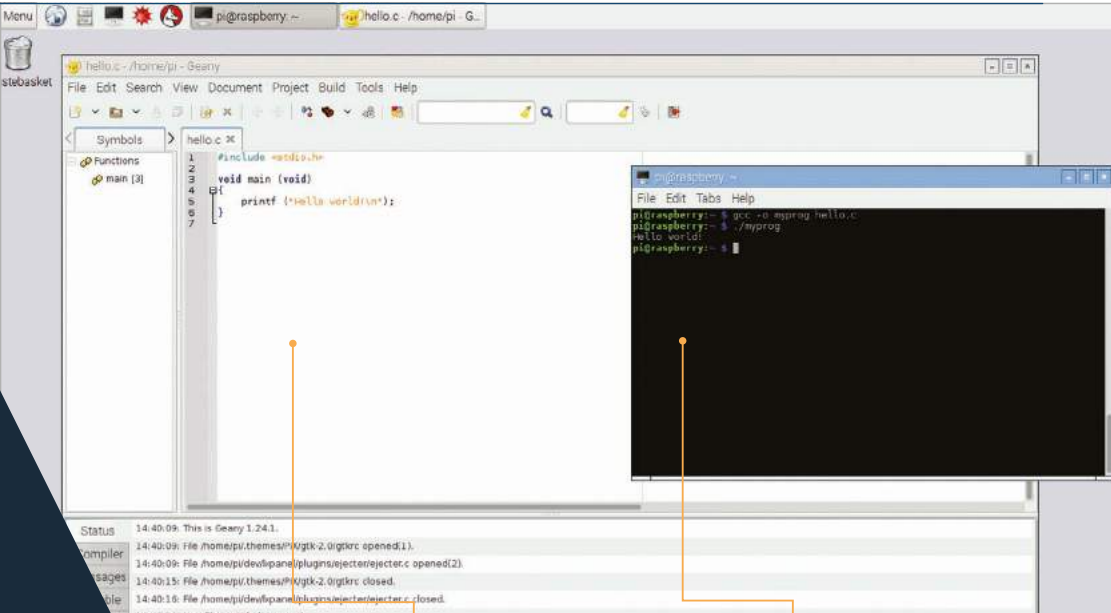 Menu
pi@raspberry: ~
hello.c - /home/pi - G...
stebasket
hello.c - /home/pi - Geany
File Edit Search View Document Project Build Tools Help
Symbols
hello.c
Functions
main [3]
1 #include <stdio.h>
2
3 void main (void)
4 {
5 printf ("Hello world!\n");
6 }
7
pi@raspberry: ~
File Edit Tabs Help
pi@raspberry:~ $ gcc -o myprog hello.c
pi@raspberry:~ $ ./myprog
Hello world!
pi@raspberry:~ $
Status
ompiler
sages
ble
14:40:09: This is Geany 1.24.1.
14:40:09: File /home/pi/.themes/PiX/gtk-2.0/gtkrc opened(1).
14:40:09: File /home/pi/dev/lxpanel/plugins/ejecter/ejecter.c opened(2).
14:40:15: File /home/pi/.themes/PiX/gtk-2.0/gtkrc closed.
14:40:16: File /home/pi/dev/lxpanel/plugins/ejecter/ejecter.c closed.